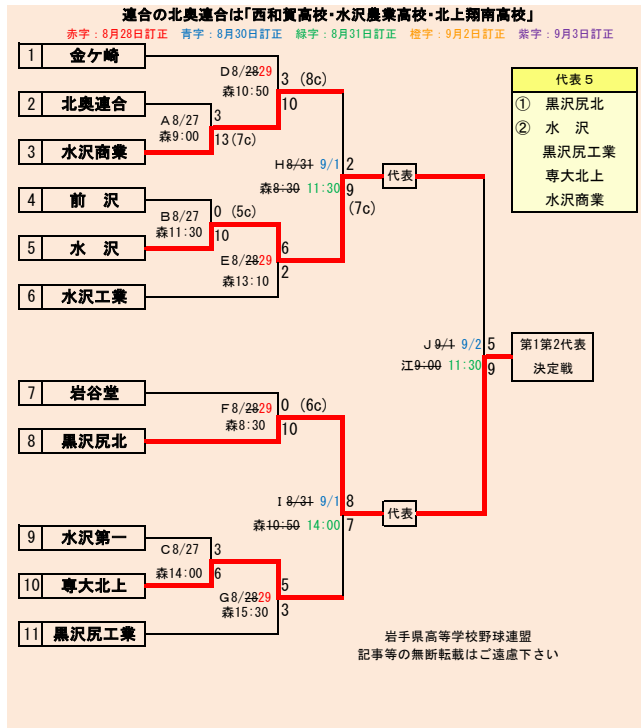 連合の北奥連合は「西和賀高校・水沢農業高校・北上翔南高校」
赤字：8月28日訂正 青字：8月30日訂正 緑字：8月31日訂正 橙字：9月2日訂正 紫字：9月3日訂正
1 金ケ崎
D 8/2829 3 (8c)
森10:50 10
代表５
① 黒沢尻北
② 水 沢
黒沢尻工業
専大北上
水沢商業
2 北奥連合
A 8/27 3
森9:00 13(7c)
3 水沢商業
H 8/31 9/1 2
森8:30 11:30 9
(7c)
代表
4 前 沢
B 8/27 0 (5c)
森11:30 10
5 水 沢
E 8/2829 6
森13:10 2
6 水沢工業
J 9/1 9/2 5
江9:00 11:30 9
第1第2代表
決定戦
7 岩谷堂
F 8/2829 0 (6c)
森8:30 10
8 黒沢尻北
I 8/31 9/1 8
森10:50 14:00 7
代表
9 水沢第一
C 8/27 3
森14:00 6
10 専大北上
G 8/2829 5
森15:30 3
11 黒沢尻工業
岩手県高等学校野球連盟
記事等の無断転載はご遠慮下さい